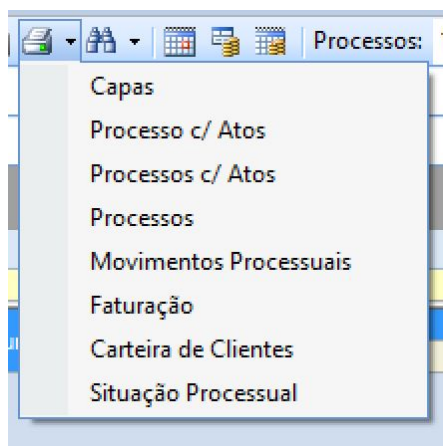 Processos:
Capas
Processo c/ Atos
Processos c/ Atos
Processos
Movimentos Processuais
Faturação
Carteira de Clientes
Situação Processual